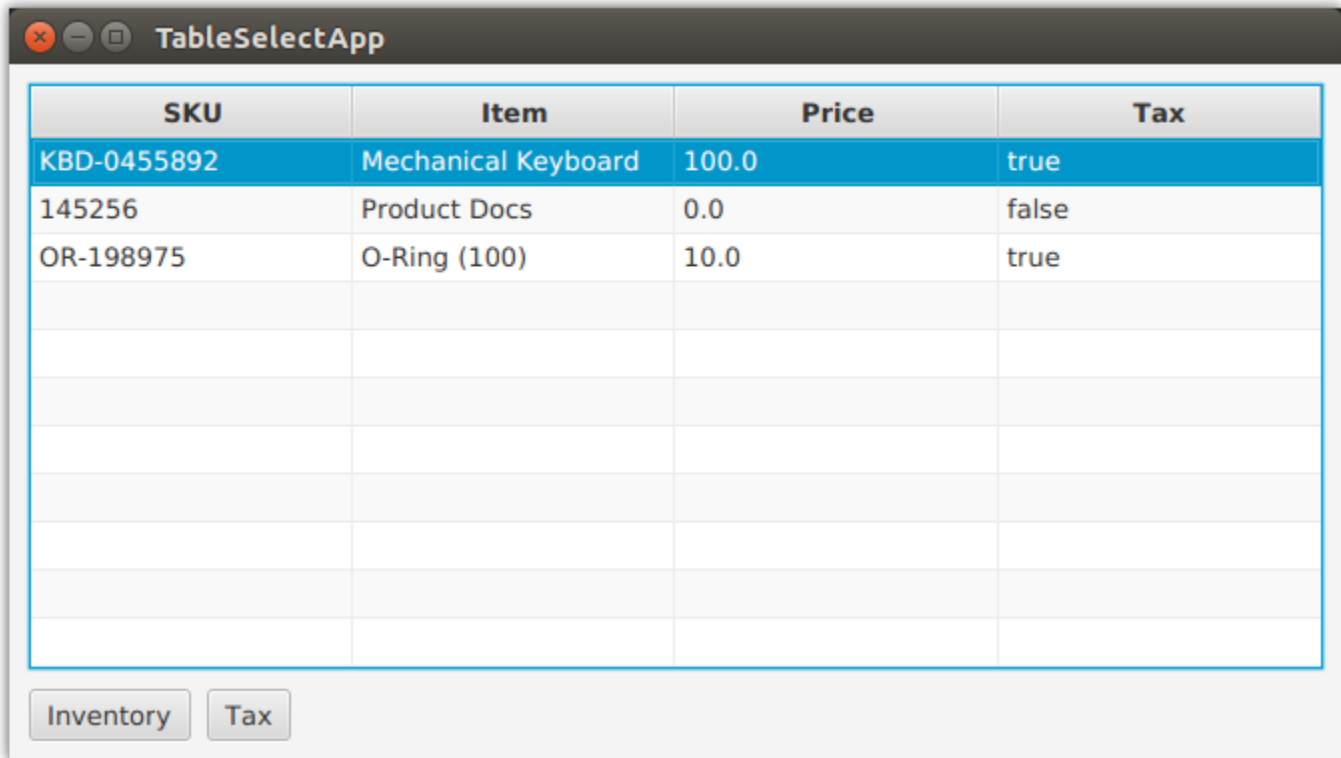 TableSelectApp
SKU Item Price Tax
KBD-0455892 Mechanical Keyboard 100.0 true
145256 Product Docs 0.0 false
OR-198975 O-Ring (100) 10.0 true
Inventory Tax